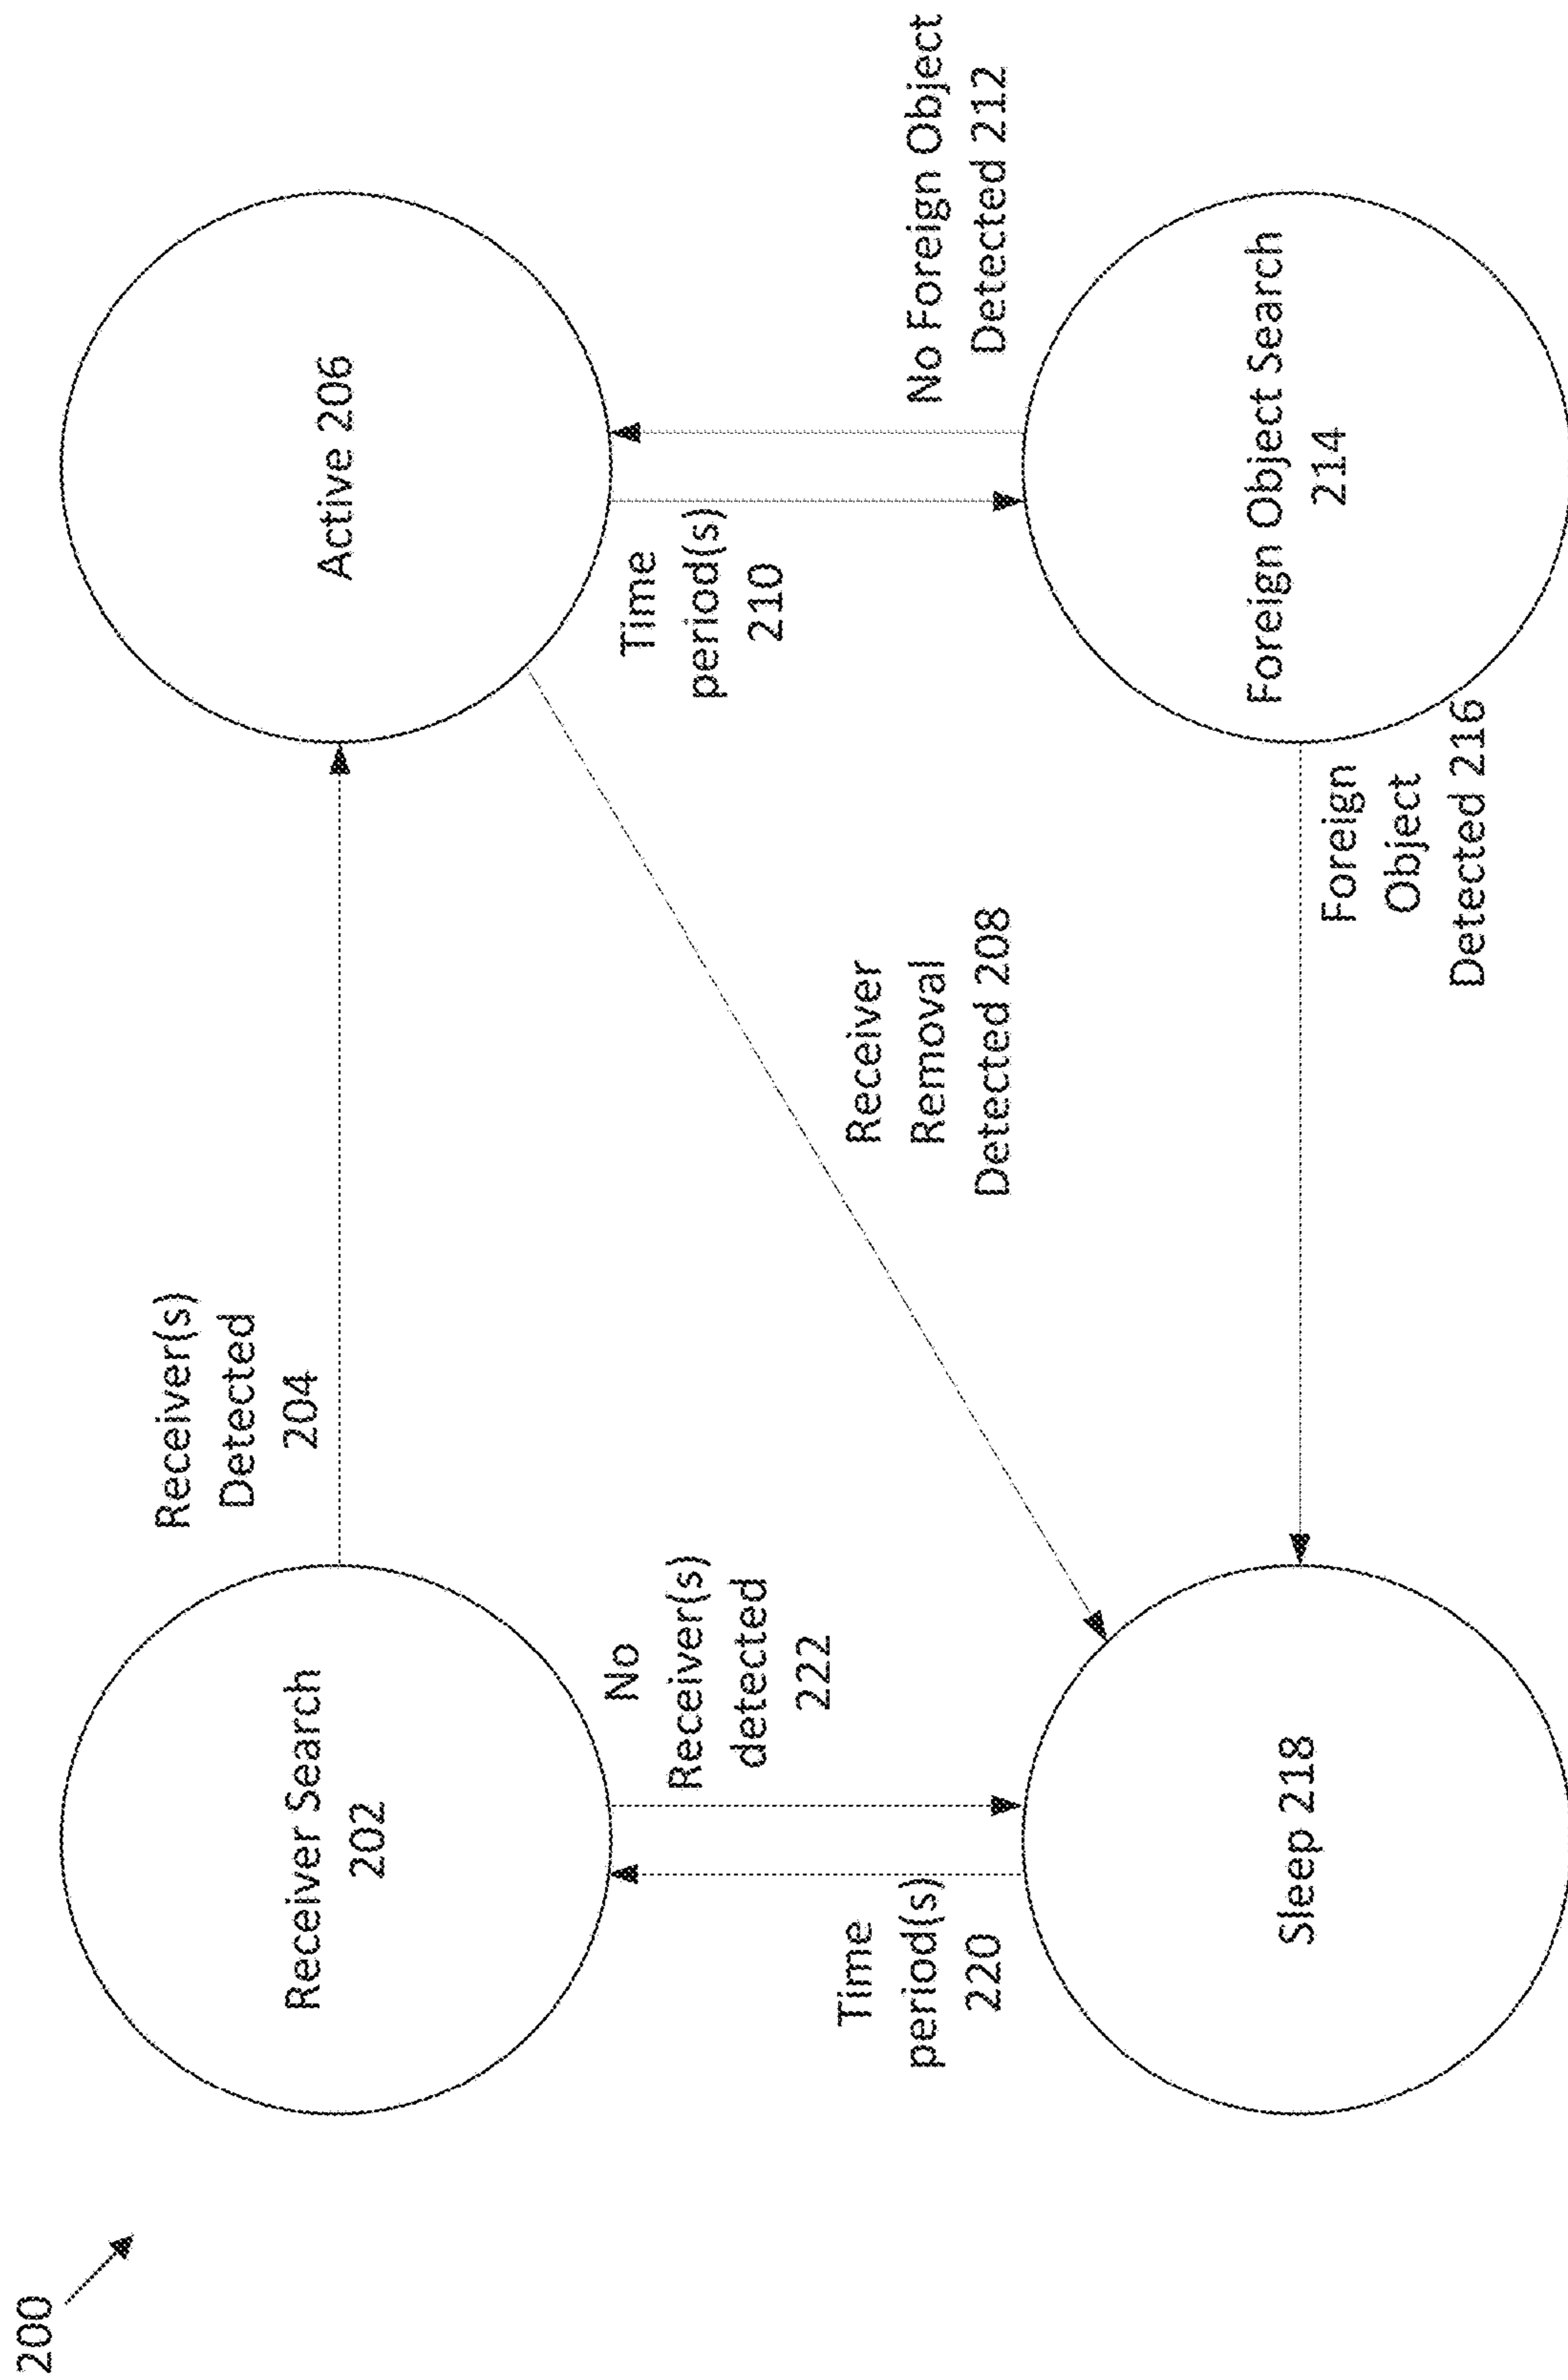 200
Receiver Search
202
Receiver(s)
Detected
204
Active 206
No
Receiver(s)
detected
222
Time
period(s)
220
Receiver
Removal
Detected 208
Time
period(s)
210
No Foreign Object
Detected 212
Sleep 218
Foreign
Object
Detected 216
Foreign Object Search
214